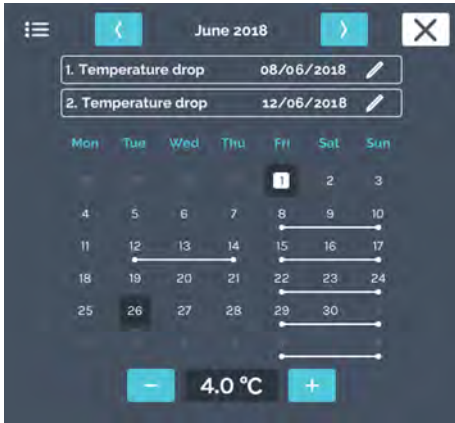 June 2018
1. Temperature drop 08/06/2018
2. Temperature drop 12/06/2018
Mon Tue Wed Thu Fri Sat Sun
1 2 3
4 5 6 7 8 9 10
11 12 13 14 15 16 17
18 19 20 21 22 23 24
25 26 27 28 29 30
4.0 °C